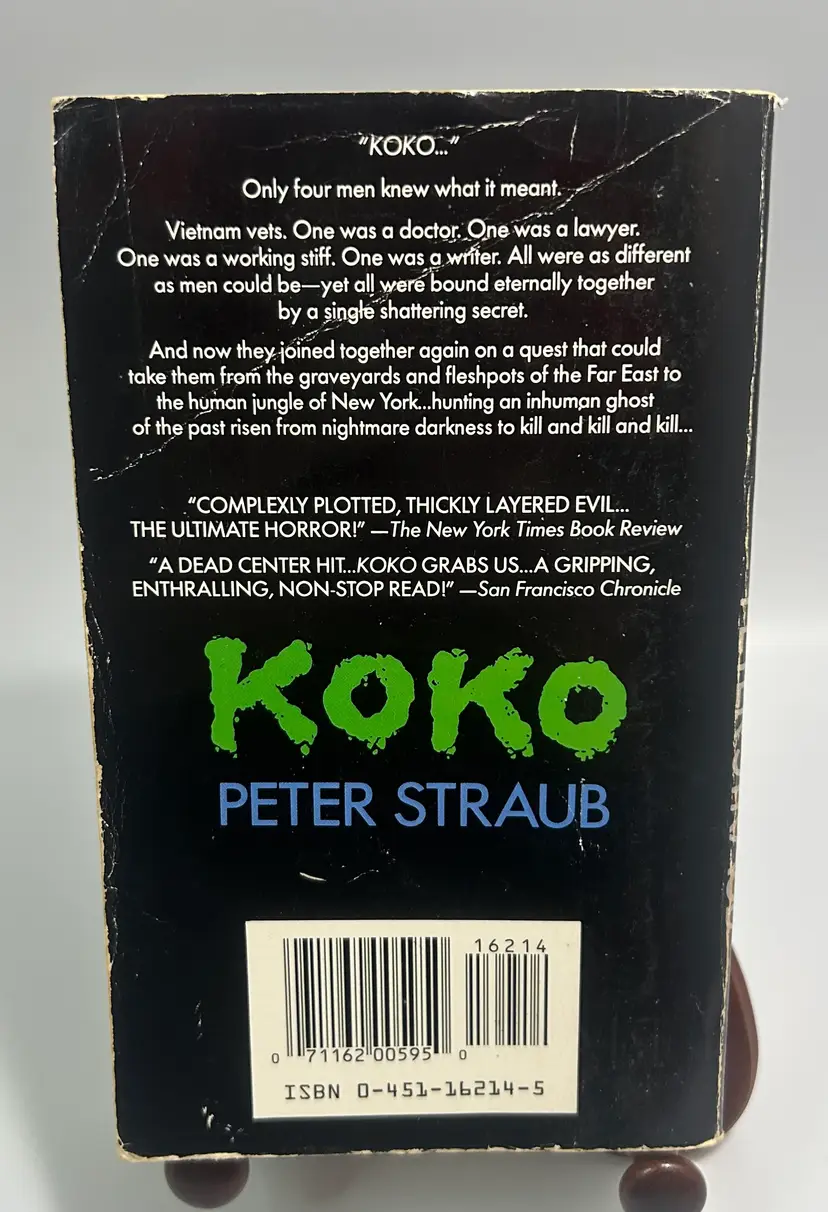 "KOKO..."
Only four men knew what it meant.
Vietnam vets. One was a doctor. One was a lawyer.
One was a working stiff. One was a writer. All were as different
as men could be—yet all were bound eternally together
by a single shattering secret.
And now they joined together again on a quest that could
take them from the graveyards and fleshpots of the Far East to
the human jungle of New York...hunting an inhuman ghost
of the past risen from nightmare darkness to kill and kill and kill...
"COMPLEXLY PLOTTED, THICKLY LAYERED EVIL...
THE ULTIMATE HORROR!" —The New York Times Book Review
"A DEAD CENTER HIT...KOKO GRABS US...A GRIPPING,
ENTHRALLING, NON-STOP READ!" —San Francisco Chronicle
KOKO
PETER STRAUB
16214
0 71162 00595 0
ISBN 0-451-16214-5